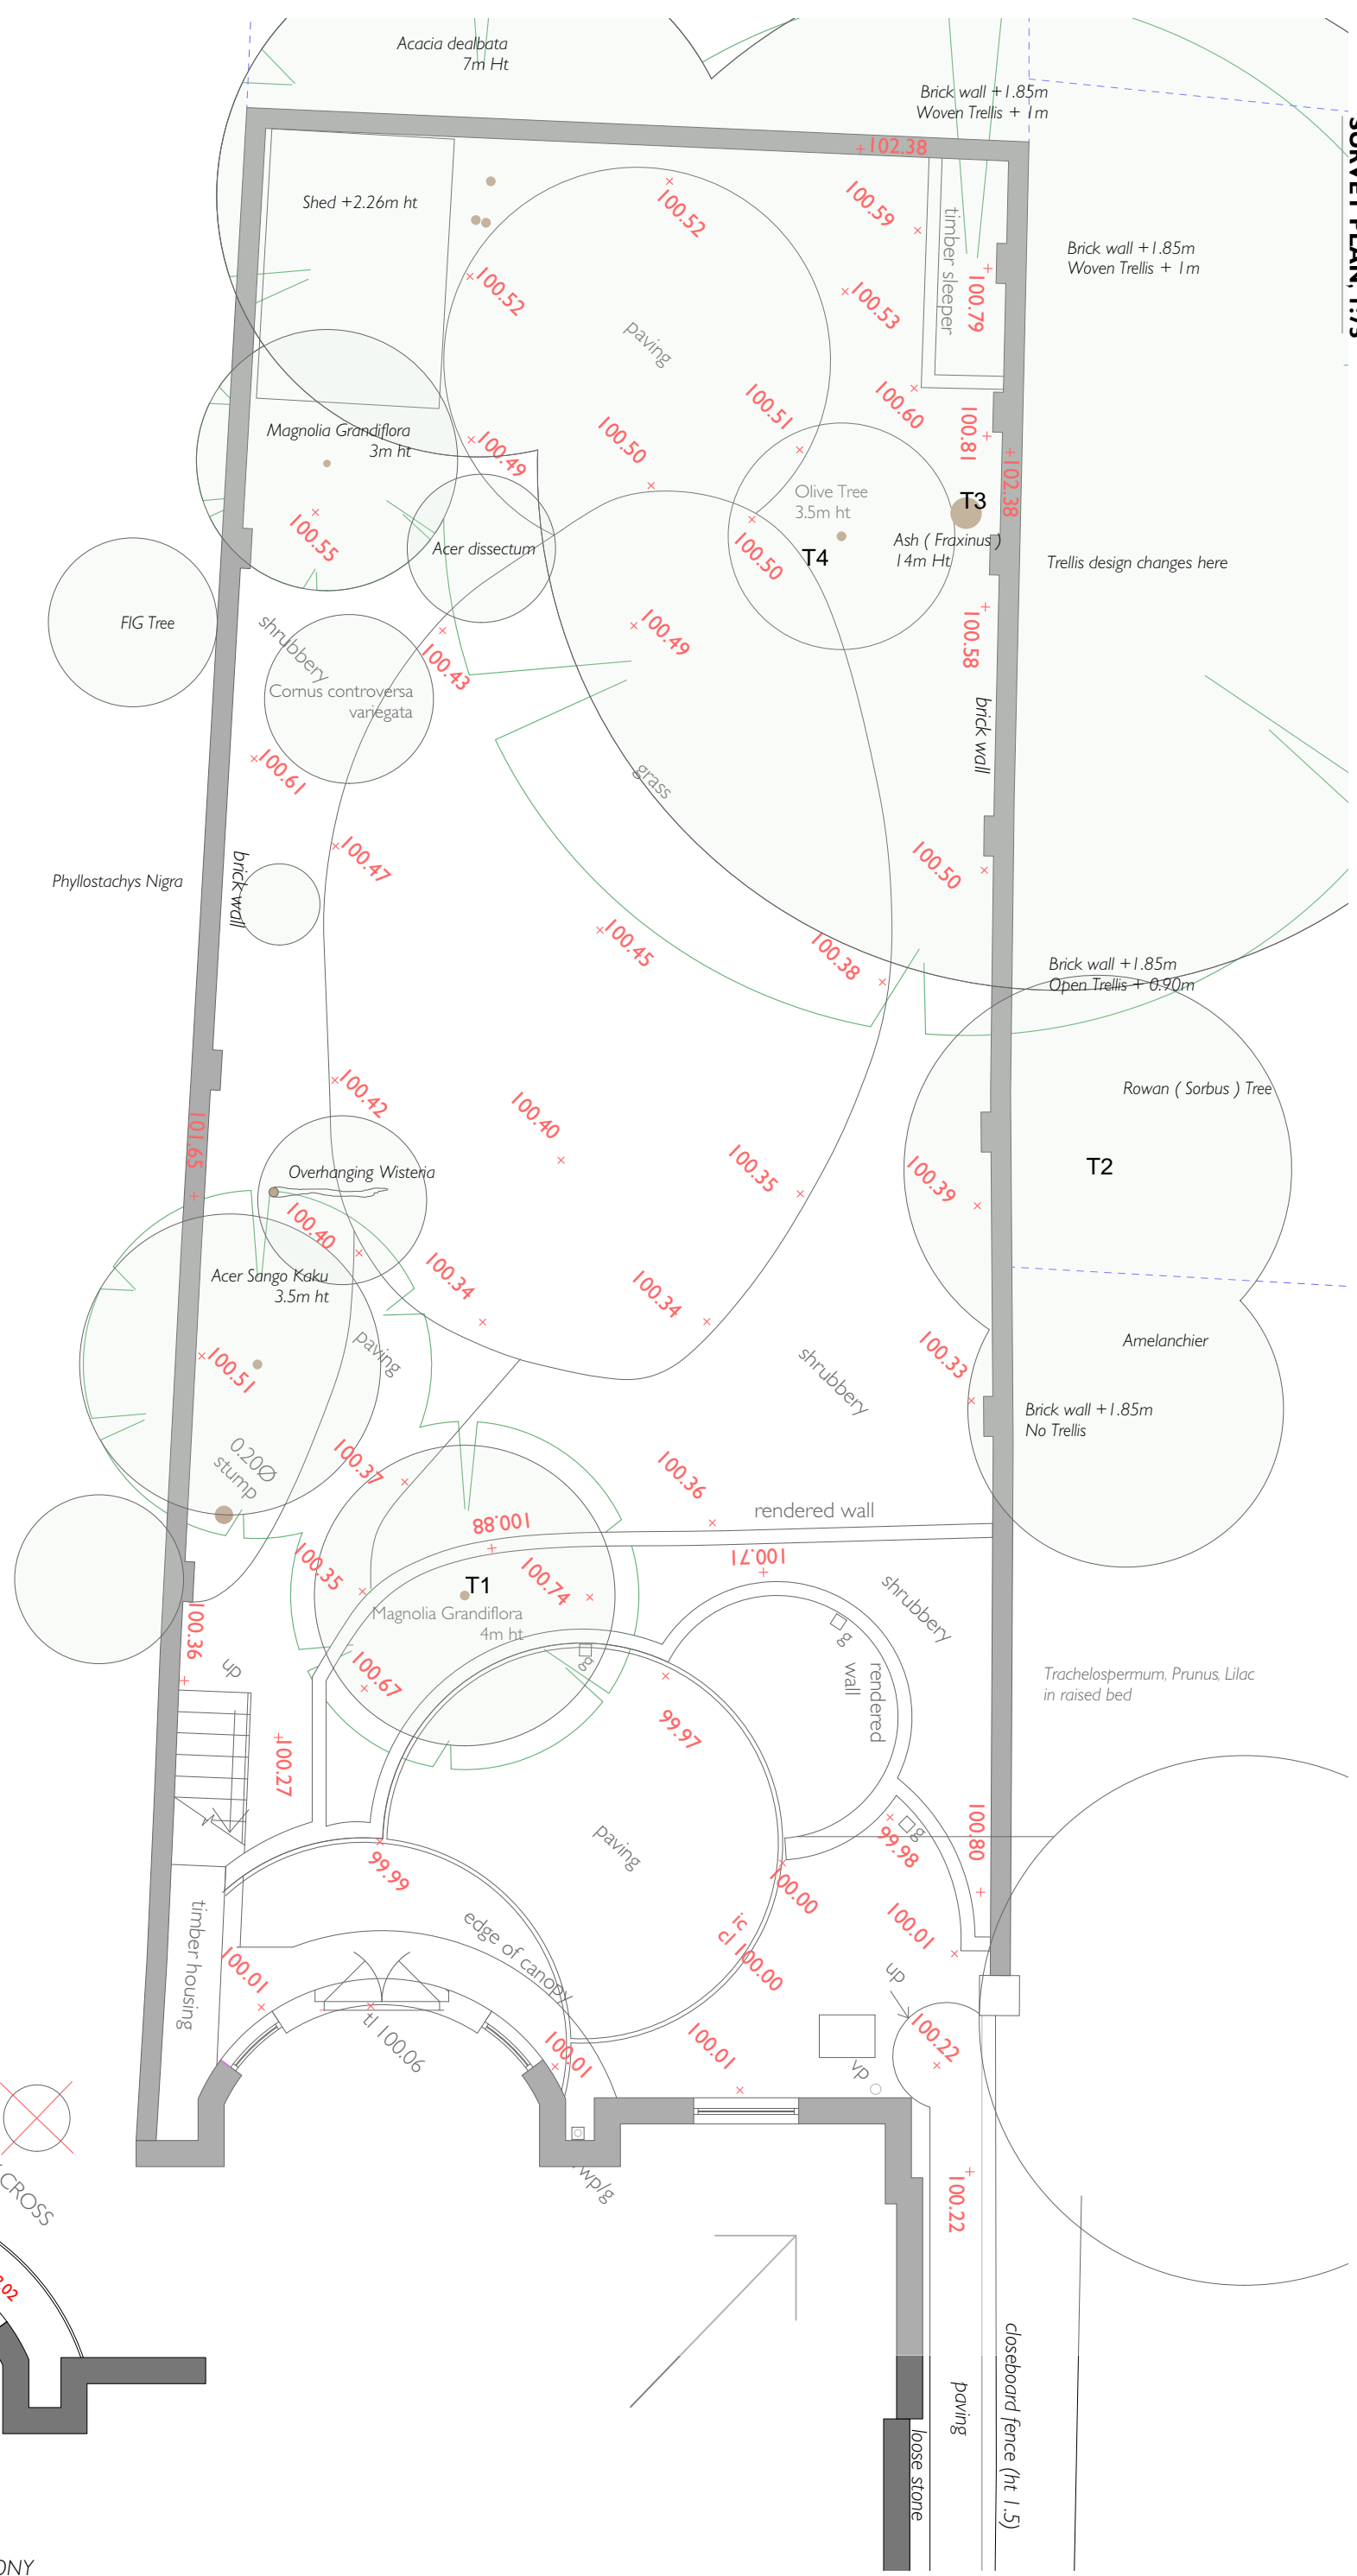 Acacia dealbata
7m Ht
Brick wall +1.85m
Woven Trellis + 1m
SURVEY PLAN, 1:75
102.38
Shed +2.26m ht
100.52
100.59
timber sleeper
Brick wall +1.85m
Woven Trellis + 1m
100.52
100.53
100.79
paving
100.51
100.60
100.81
Magnolia Grandiflora
3m ht
100.49
100.50
102.38
Olive Tree
3.5m ht
T3
100.55
Acer dissectum
100.50
T4
Ash ( Fraxinus )
14m Ht
Trellis design changes here
FIG Tree
shrubbery
100.43
100.49
100.58
Cornus controversa
variegata
brick wall
100.61
grass
100.47
100.50
Phyllostachys Nigra
brick wall
100.45
100.38
Brick wall +1.85m
Open Trellis + 0.90m
100.42
100.40
Rowan ( Sorbus ) Tree
101.65
100.35
T2
Overhanging Wisteria
100.39
100.40
Acer Sango Kaku
3.5m ht
100.34
100.34
paving
100.33
Amelanchier
100.51
shrubbery
Brick wall +1.85m
No Trellis
0.20Ø
stump
100.37
100.36
100.88
rendered wall
100.35
100.74
100.71
T1
Magnolia Grandiflora
4m ht
shrubbery
100.36
up
100.67
g
g
rendered
wall
Trachelospermum, Prunus, Lilac
in raised bed
99.97
100.27
paving
g
99.98
100.80
99.99
100.00
timber housing
edge of canopy
ic
cl 100.00
100.01
100.01
up
tl 100.06
100.01
100.01
100.22
vp
rwp/g
CROSS
100.22
.02
closeboard fence (ht 1.5)
paving
loose stone
ONY